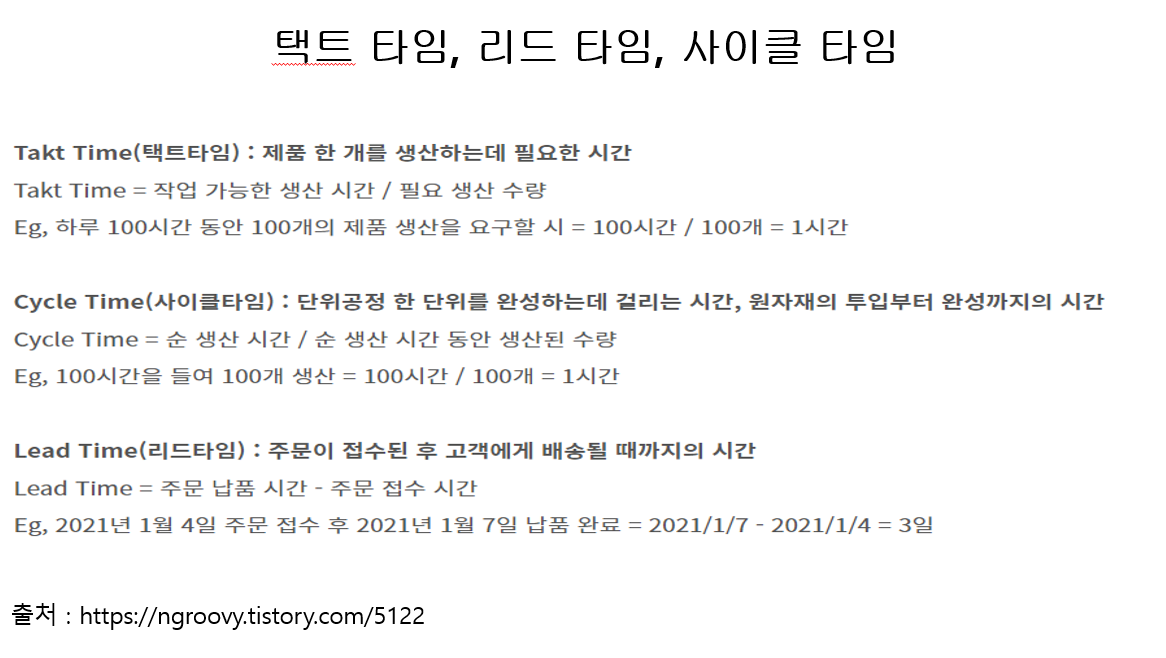 택트 타임, 리드 타임, 사이클 타임
Takt Time(택트타임) : 제품 한 개를 생산하는데 필요한 시간
Takt Time = 작업 가능한 생산 시간 / 필요 생산 수량
Eg, 하루 100시간 동안 100개의 제품 생산을 요구할 시 = 100시간 / 100개 = 1시간
Cycle Time(사이클타임) : 단위공정 한 단위를 완성하는데 걸리는 시간, 원자재의 투입부터 완성까지의 시간
Cycle Time = 순 생산 시간 / 순 생산 시간 동안 생산된 수량
Eg, 100시간을 들여 100개 생산 = 100시간 / 100개 = 1시간
Lead Time(리드타임) : 주문이 접수된 후 고객에게 배송될 때까지의 시간
Lead Time = 주문 납품 시간 - 주문 접수 시간
Eg, 2021년 1월 4일 주문 접수 후 2021년 1월 7일 납품 완료 = 2021/1/7 - 2021/1/4 = 3일
출처 : https://ngroovy.tistory.com/5122